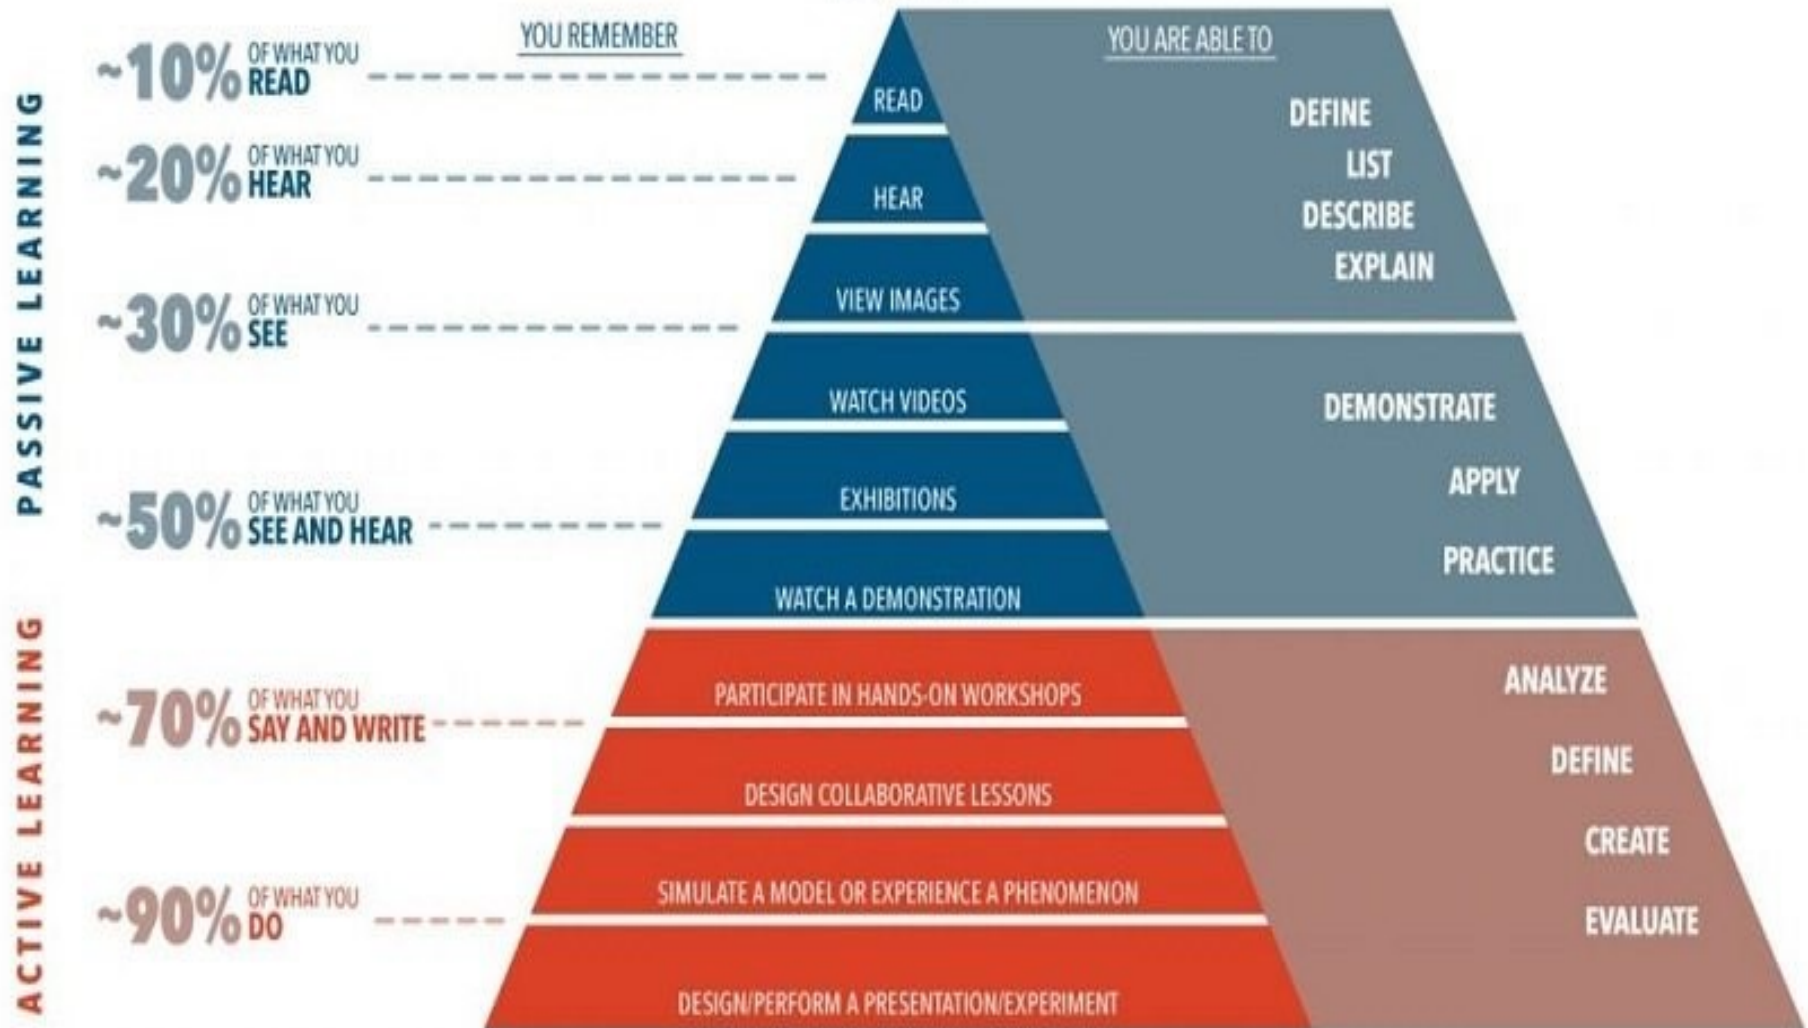 PASSIVE LEARNING
ACTIVE LEARNING
YOU REMEMBER
~10% OF WHAT YOU
READ
~20% OF WHAT YOU
HEAR
~30% OF WHAT YOU
SEE
~50% OF WHAT YOU
SEE AND HEAR
~70% OF WHAT YOU
SAY AND WRITE
~90% OF WHAT YOU
DO
READ
HEAR
VIEW IMAGES
WATCH VIDEOS
EXHIBITIONS
WATCH A DEMONSTRATION
PARTICIPATE IN HANDS-ON WORKSHOPS
DESIGN COLLABORATIVE LESSONS
SIMULATE A MODEL OR EXPERIENCE A PHENOMENON
DESIGN/PERFORM A PRESENTATION/EXPERIMENT
YOU ARE ABLE TO
DEFINE
LIST
DESCRIBE
EXPLAIN
DEMONSTRATE
APPLY
PRACTICE
ANALYZE
DEFINE
CREATE
EVALUATE